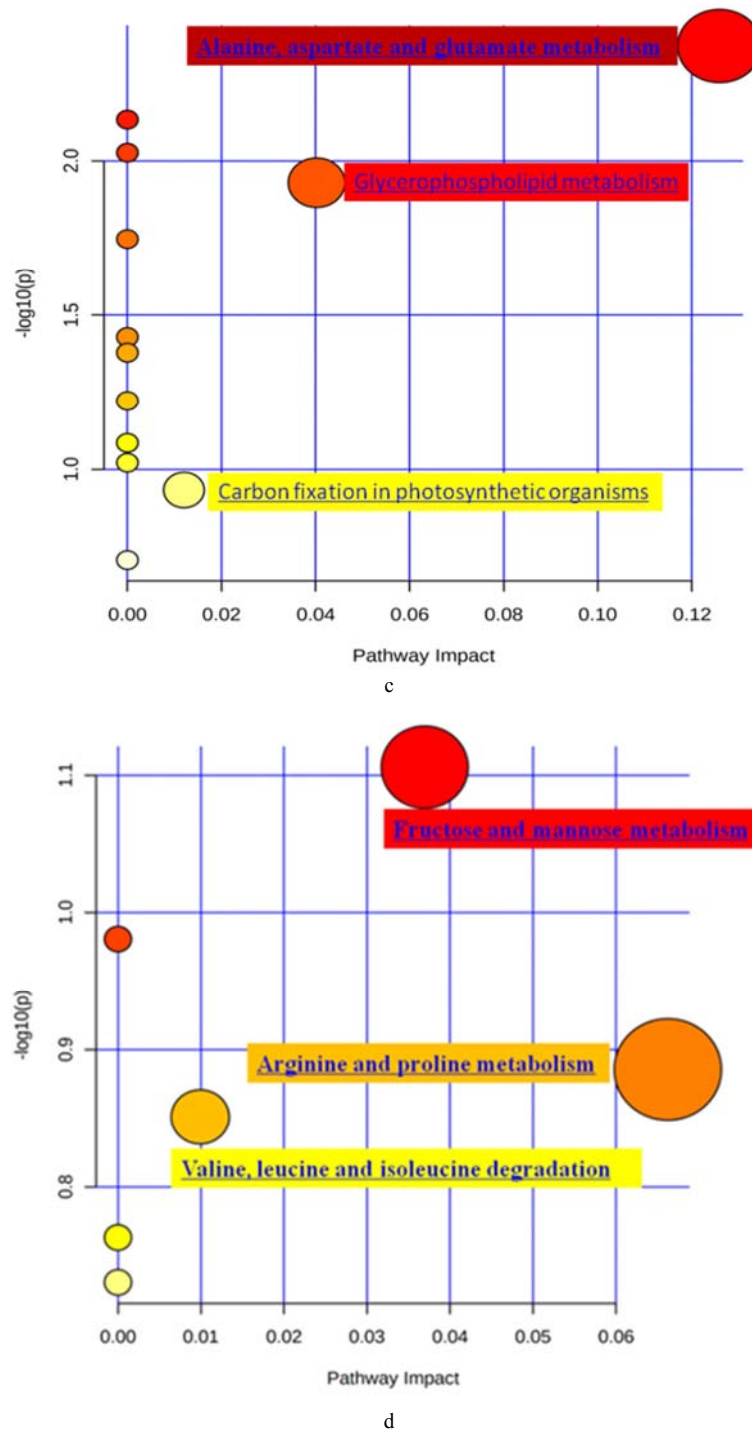 Alanine, aspartate and glutamate metabolism
2.0
Glycerophospholipid metabolism
-log10(p)
1.5
1.0
Carbon fixation in photosynthetic organisms
0.00 0.02 0.04 0.06 0.08 0.10 0.12
Pathway Impact
c
1.1
Fructose and mannose metabolism
1.0
-log10(p)
0.9
Arginine and proline metabolism
Valine, leucine and isoleucine degradation
0.8
0.00 0.01 0.02 0.03 0.04 0.05 0.06
Pathway Impact
d